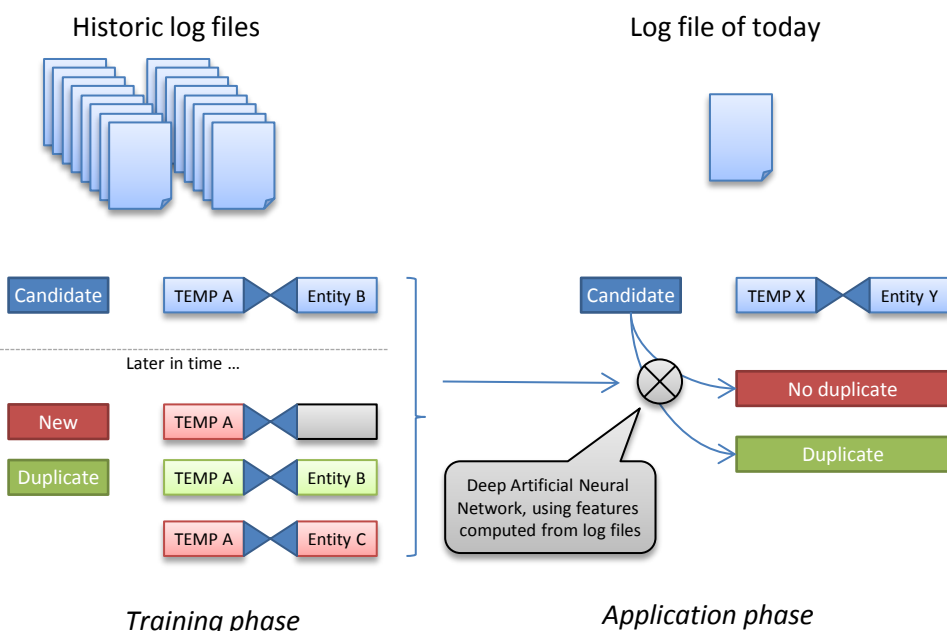 Historic log files
Log file of today
Candidate
TEMP A
Entity B
Candidate
TEMP X
Entity Y
Later in time …
No duplicate
New
TEMP A
Duplicate
Duplicate
TEMP A
Entity B
Deep Artificial Neural
Network, using features
computed from log files
TEMP A
Entity C
Training phase
Application phase